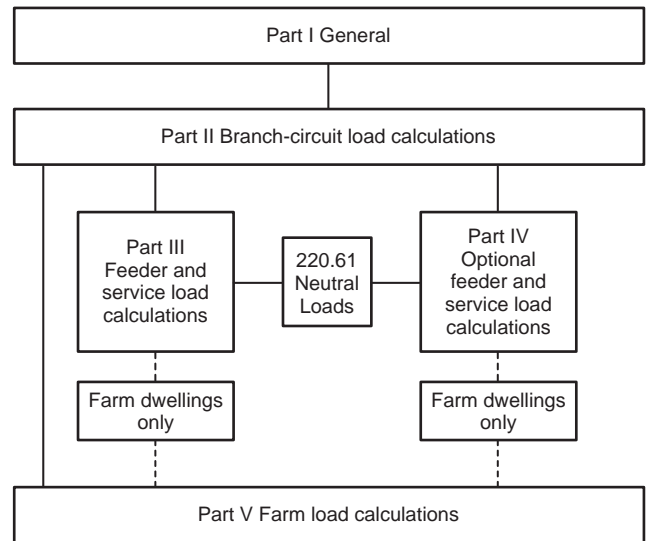 Part I General
Part II Branch-circuit load calculations
Part III
Feeder and
service load
calculations
220.61
Neutral
Loads
Part IV
Optional
feeder and
service load
calculations
Farm dwellings
only
Farm dwellings
only
Part V Farm load calculations